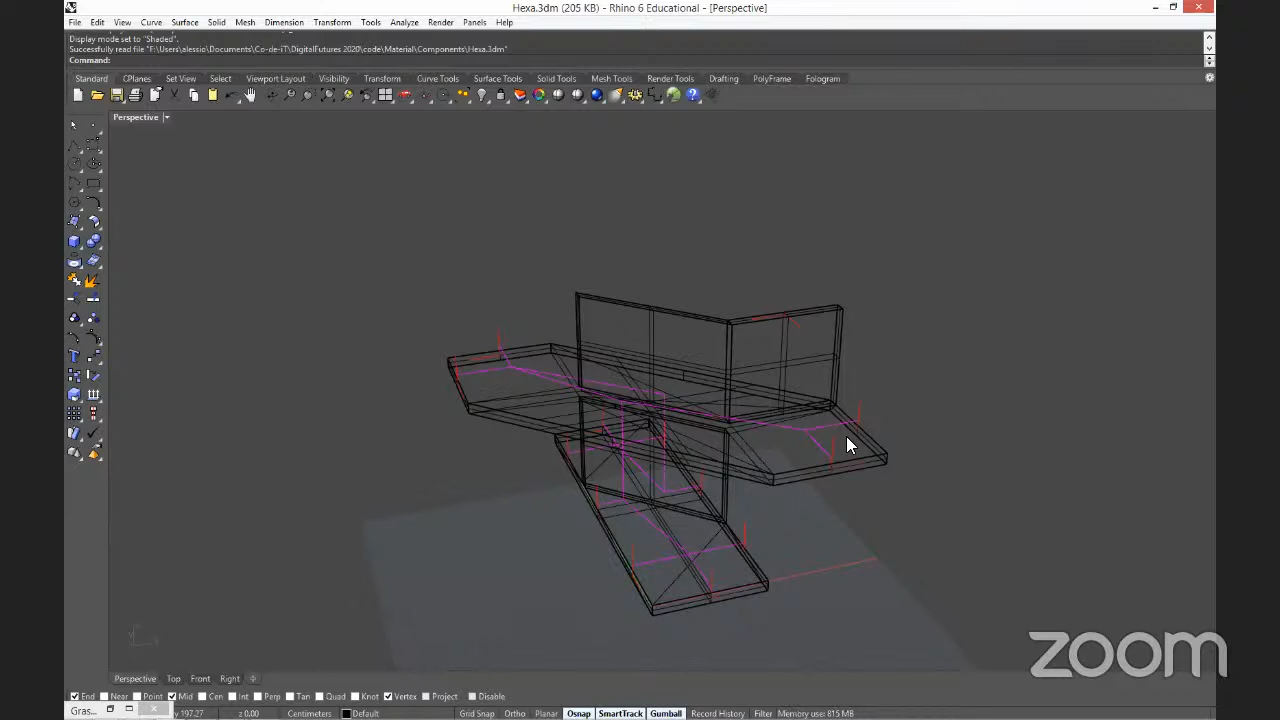 Hexa.3dm (205 KB) - Rhino 6 Educational - [Perspective]
File Edit View Curve Surface Solid Mesh Dimension Transform Tools Analyze Render Panels Help
Display mode set to "Shaded".
Successfully read file "F:\Users\alessio\Documents\Co-de-iT\DigitalFutures 2020\code\Material\Components\Hexa.3dm"
Command:
Standard CPlanes Set View Select Viewport Layout Visibility Transform Curve Tools Surface Tools Solid Tools Mesh Tools Render Tools Drafting PolyFrame Fologram
Perspective
zoom
Perspective Top Front Right
End Near Point Mid Cen Int Perp Tan Quad Knot Vertex Project Disable
Gras... y 197.27 z 0.00 Centimeters Default Grid Snap Ortho Planar Osnap SmartTrack Gumball Record History Filter Memory use: 815 MB